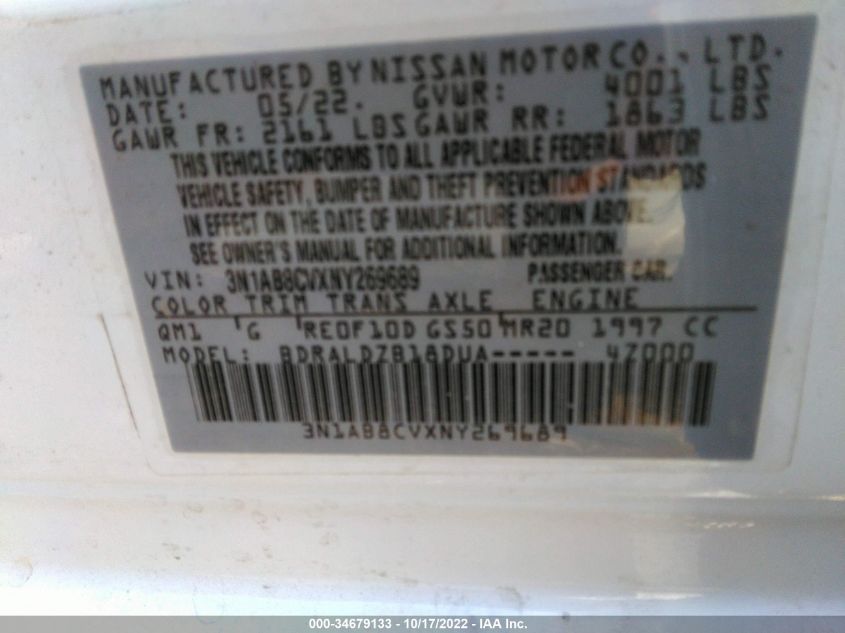 MANUFACTURED BY NISSAN MOTOR CO., LTD.
DATE: 05/22. GVWR: 4001 LBS
GAWR FR: 2161 LBS GAWR RR: 1863 LBS
THIS VEHICLE CONFORMS TO ALL APPLICABLE FEDERAL MOTOR
VEHICLE SAFETY, BUMPER AND THEFT PREVENTION STANDARDS
IN EFFECT ON THE DATE OF MANUFACTURE SHOWN ABOVE.
SEE OWNER'S MANUAL FOR ADDITIONAL INFORMATION.
VIN: 3N1AB8CVXNY269689 PASSENGER CAR.
COLOR TRIM TRANS AXLE ENGINE
QM1 G RE0F10D GS50 MR20 1997 CC
MODEL: BDRALDZB18DUA----- 4Z000
3N1AB8CVXNY269689
000-34679133 - 10/17/2022 - IAA Inc.